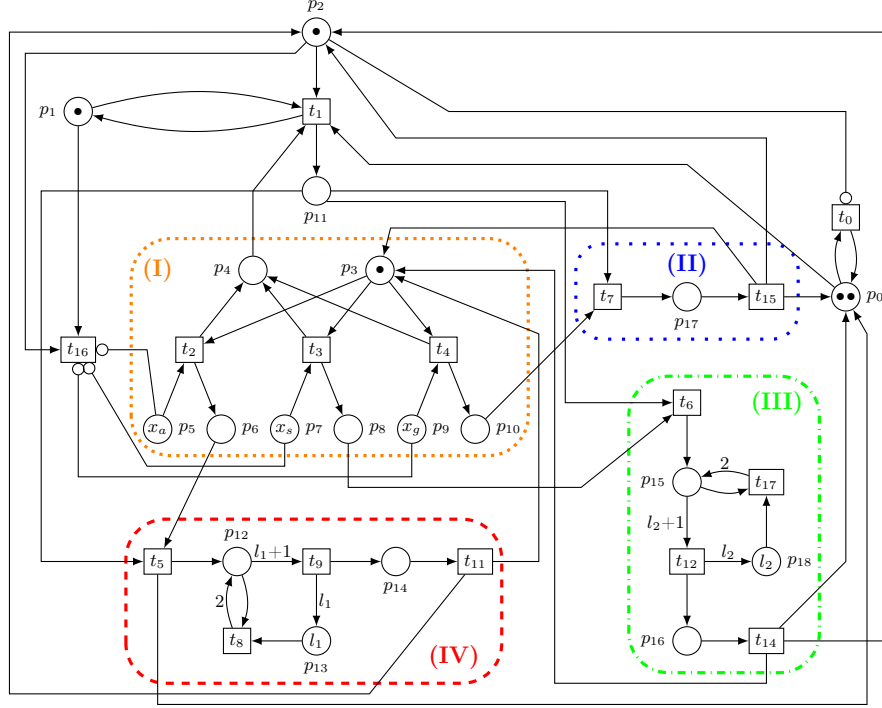 p₂
p₁
t₁
p₁₁
t₀
p₀
(I)
p₄
p₃
(II)
t₇
p₁₇
t₁₅
t₁₆
t₂
t₃
t₄
xₐ
p₅
p₆
xₛ
p₇
p₈
x_g
p₉
p₁₀
t₆
(III)
p₁₅
2
t₁₇
l₂+1
t₁₂
l₂
l₂
p₁₈
p₁₆
t₁₄
p₁₂
t₅
l₁+1
t₉
p₁₄
t₁₁
2
l₁
t₈
l₁
p₁₃
(IV)